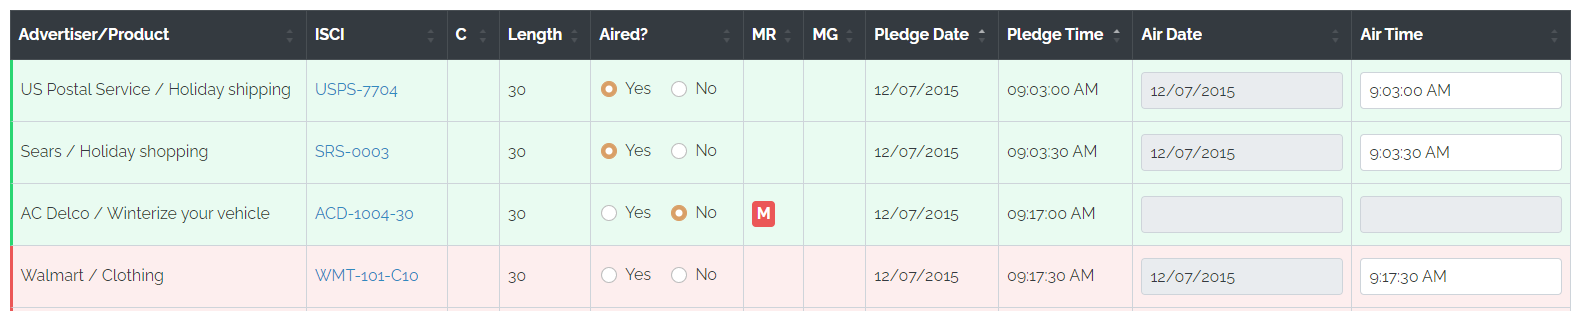 Advertiser/Product ISCI C Length Aired? MR MG Pledge Date Pledge Time Air Date Air Time
US Postal Service / Holiday shipping USPS-7704 30 Yes No 12/07/2015 09:03:00 AM 12/07/2015 9:03:00 AM
Sears / Holiday shopping SRS-0003 30 Yes No 12/07/2015 09:03:30 AM 12/07/2015 9:03:30 AM
AC Delco / Winterize your vehicle ACD-1004-30 30 Yes No M 12/07/2015 09:17:00 AM
Walmart / Clothing WMT-101-C10 30 Yes No 12/07/2015 09:17:30 AM 12/07/2015 9:17:30 AM